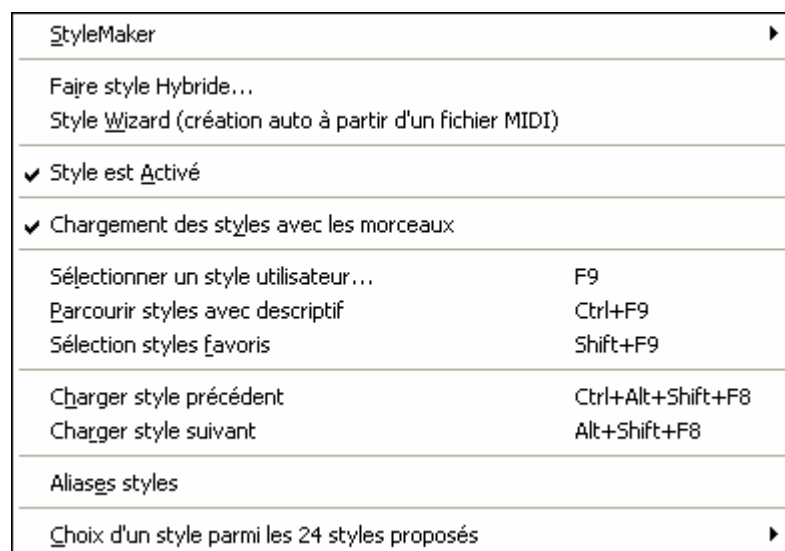 StyleMaker
Faire style Hybride...
Style Wizard (création auto à partir d'un fichier MIDI)
Style est Activé
Chargement des styles avec les morceaux
Sélectionner un style utilisateur... F9
Parcourir styles avec descriptif Ctrl+F9
Sélection styles favoris Shift+F9
Charger style précédent Ctrl+Alt+Shift+F8
Charger style suivant Alt+Shift+F8
Aliases styles
Choix d'un style parmi les 24 styles proposés